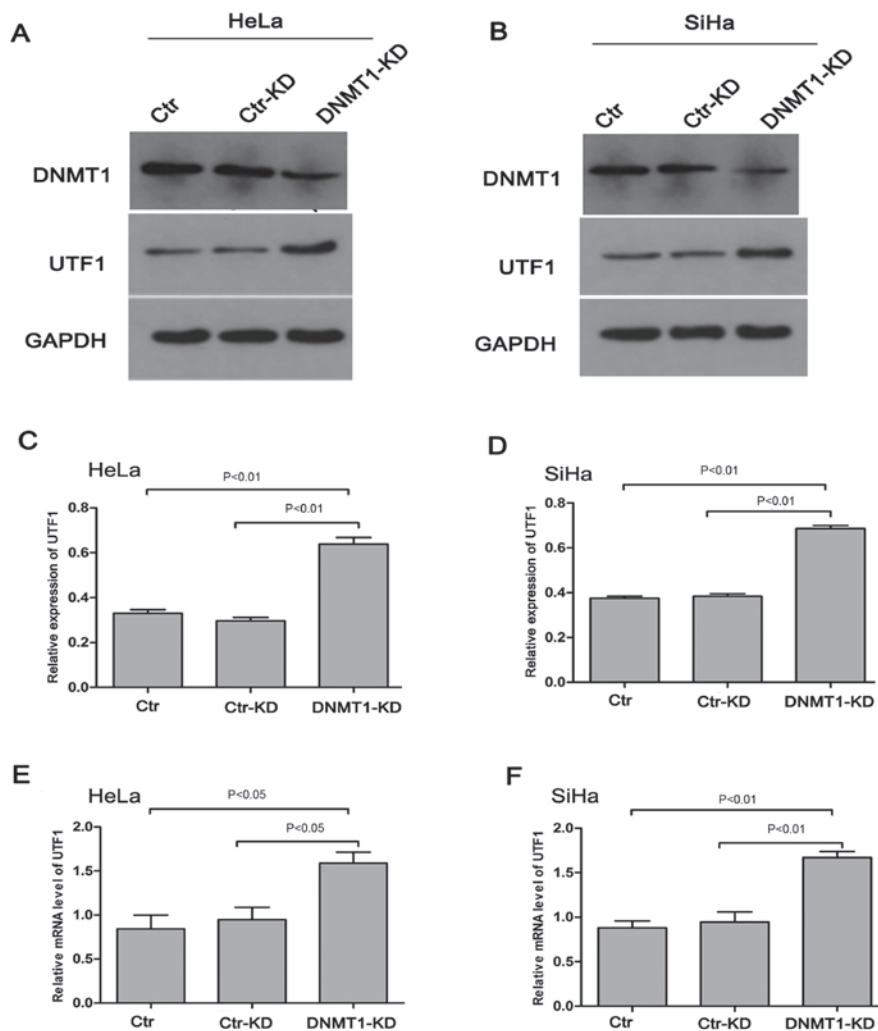 A
HeLa
Ctr
Ctr-KD
DNMT1-KD
DNMT1
UTF1
GAPDH
B
SiHa
Ctr
Ctr-KD
DNMT1-KD
DNMT1
UTF1
GAPDH
C
HeLa
P<0.01
P<0.01
Relative expression of UTF1
0.8
0.6
0.4
0.2
0.0
Ctr
Ctr-KD
DNMT1-KD
D
SiHa
P<0.01
P<0.01
Relative expression of UTF1
0.8
0.6
0.4
0.2
0.0
Ctr
Ctr-KD
DNMT1-KD
E
HeLa
P<0.05
P<0.05
Relative mRNA level of UTF1
2.0
1.5
1.0
0.5
0.0
Ctr
Ctr-KD
DNMT1-KD
F
SiHa
P<0.01
P<0.01
Relative mRNA level of UTF1
2.0
1.5
1.0
0.5
0.0
Ctr
Ctr-KD
DNMT1-KD